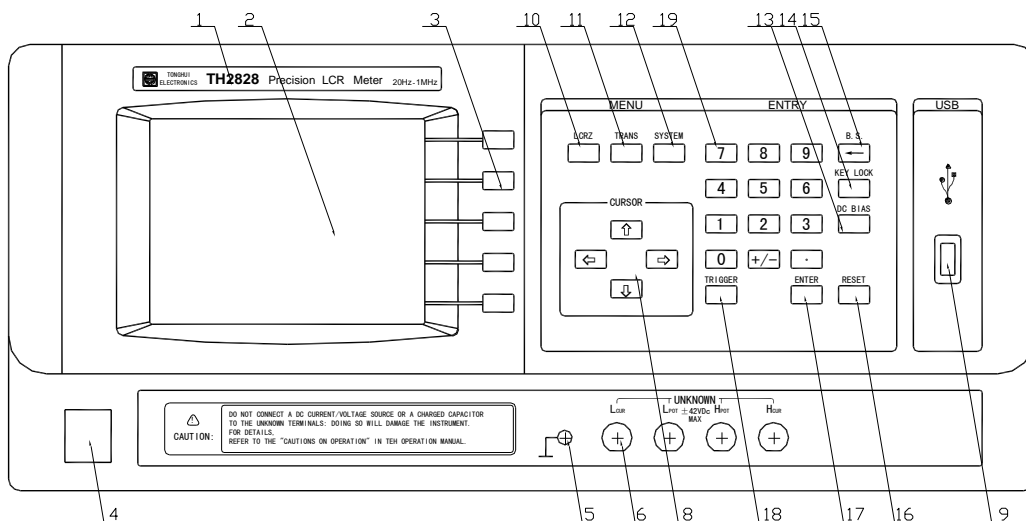 1 2 3 10 11 12 19 13 14 15
TONGHUI
ELECTRONICS
TH2828 Precision LCR Meter 20Hz-1MHz
MENU
ENTRY
USB
LCRZ TRANS SYSTEM
7 8 9
B.S.
4 5 6
KEY LOCK
CURSOR
1 2 3
DC BIAS
0 +/- .
TRIGGER
ENTER
RESET
CAUTION:
DO NOT CONNECT A DC CURRENT/VOLTAGE SOURCE OR A CHARGED CAPACITOR
TO THE UNKNOWN TERMINALS: DOING SO WILL DAMAGE THE INSTRUMENT.
FOR DETAILS.
REFER TO THE "CAUTIONS ON OPERATION" IN TEH OPERATION MANUAL.
UNKNOWN
LCUR LPOT ±42VDC HPOT HCUR
MAX
4 5 6 8 18 17 16 9